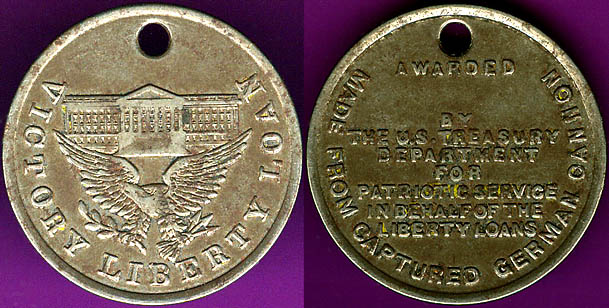 VICTORY LIBERTY LOAN
MADE FROM CAPTURED GERMAN CANNON
AWARDED
BY
THE U.S. TREASURY
DEPARTMENT
FOR
PATRIOTIC SERVICE
IN BEHALF OF THE
LIBERTY LOANS